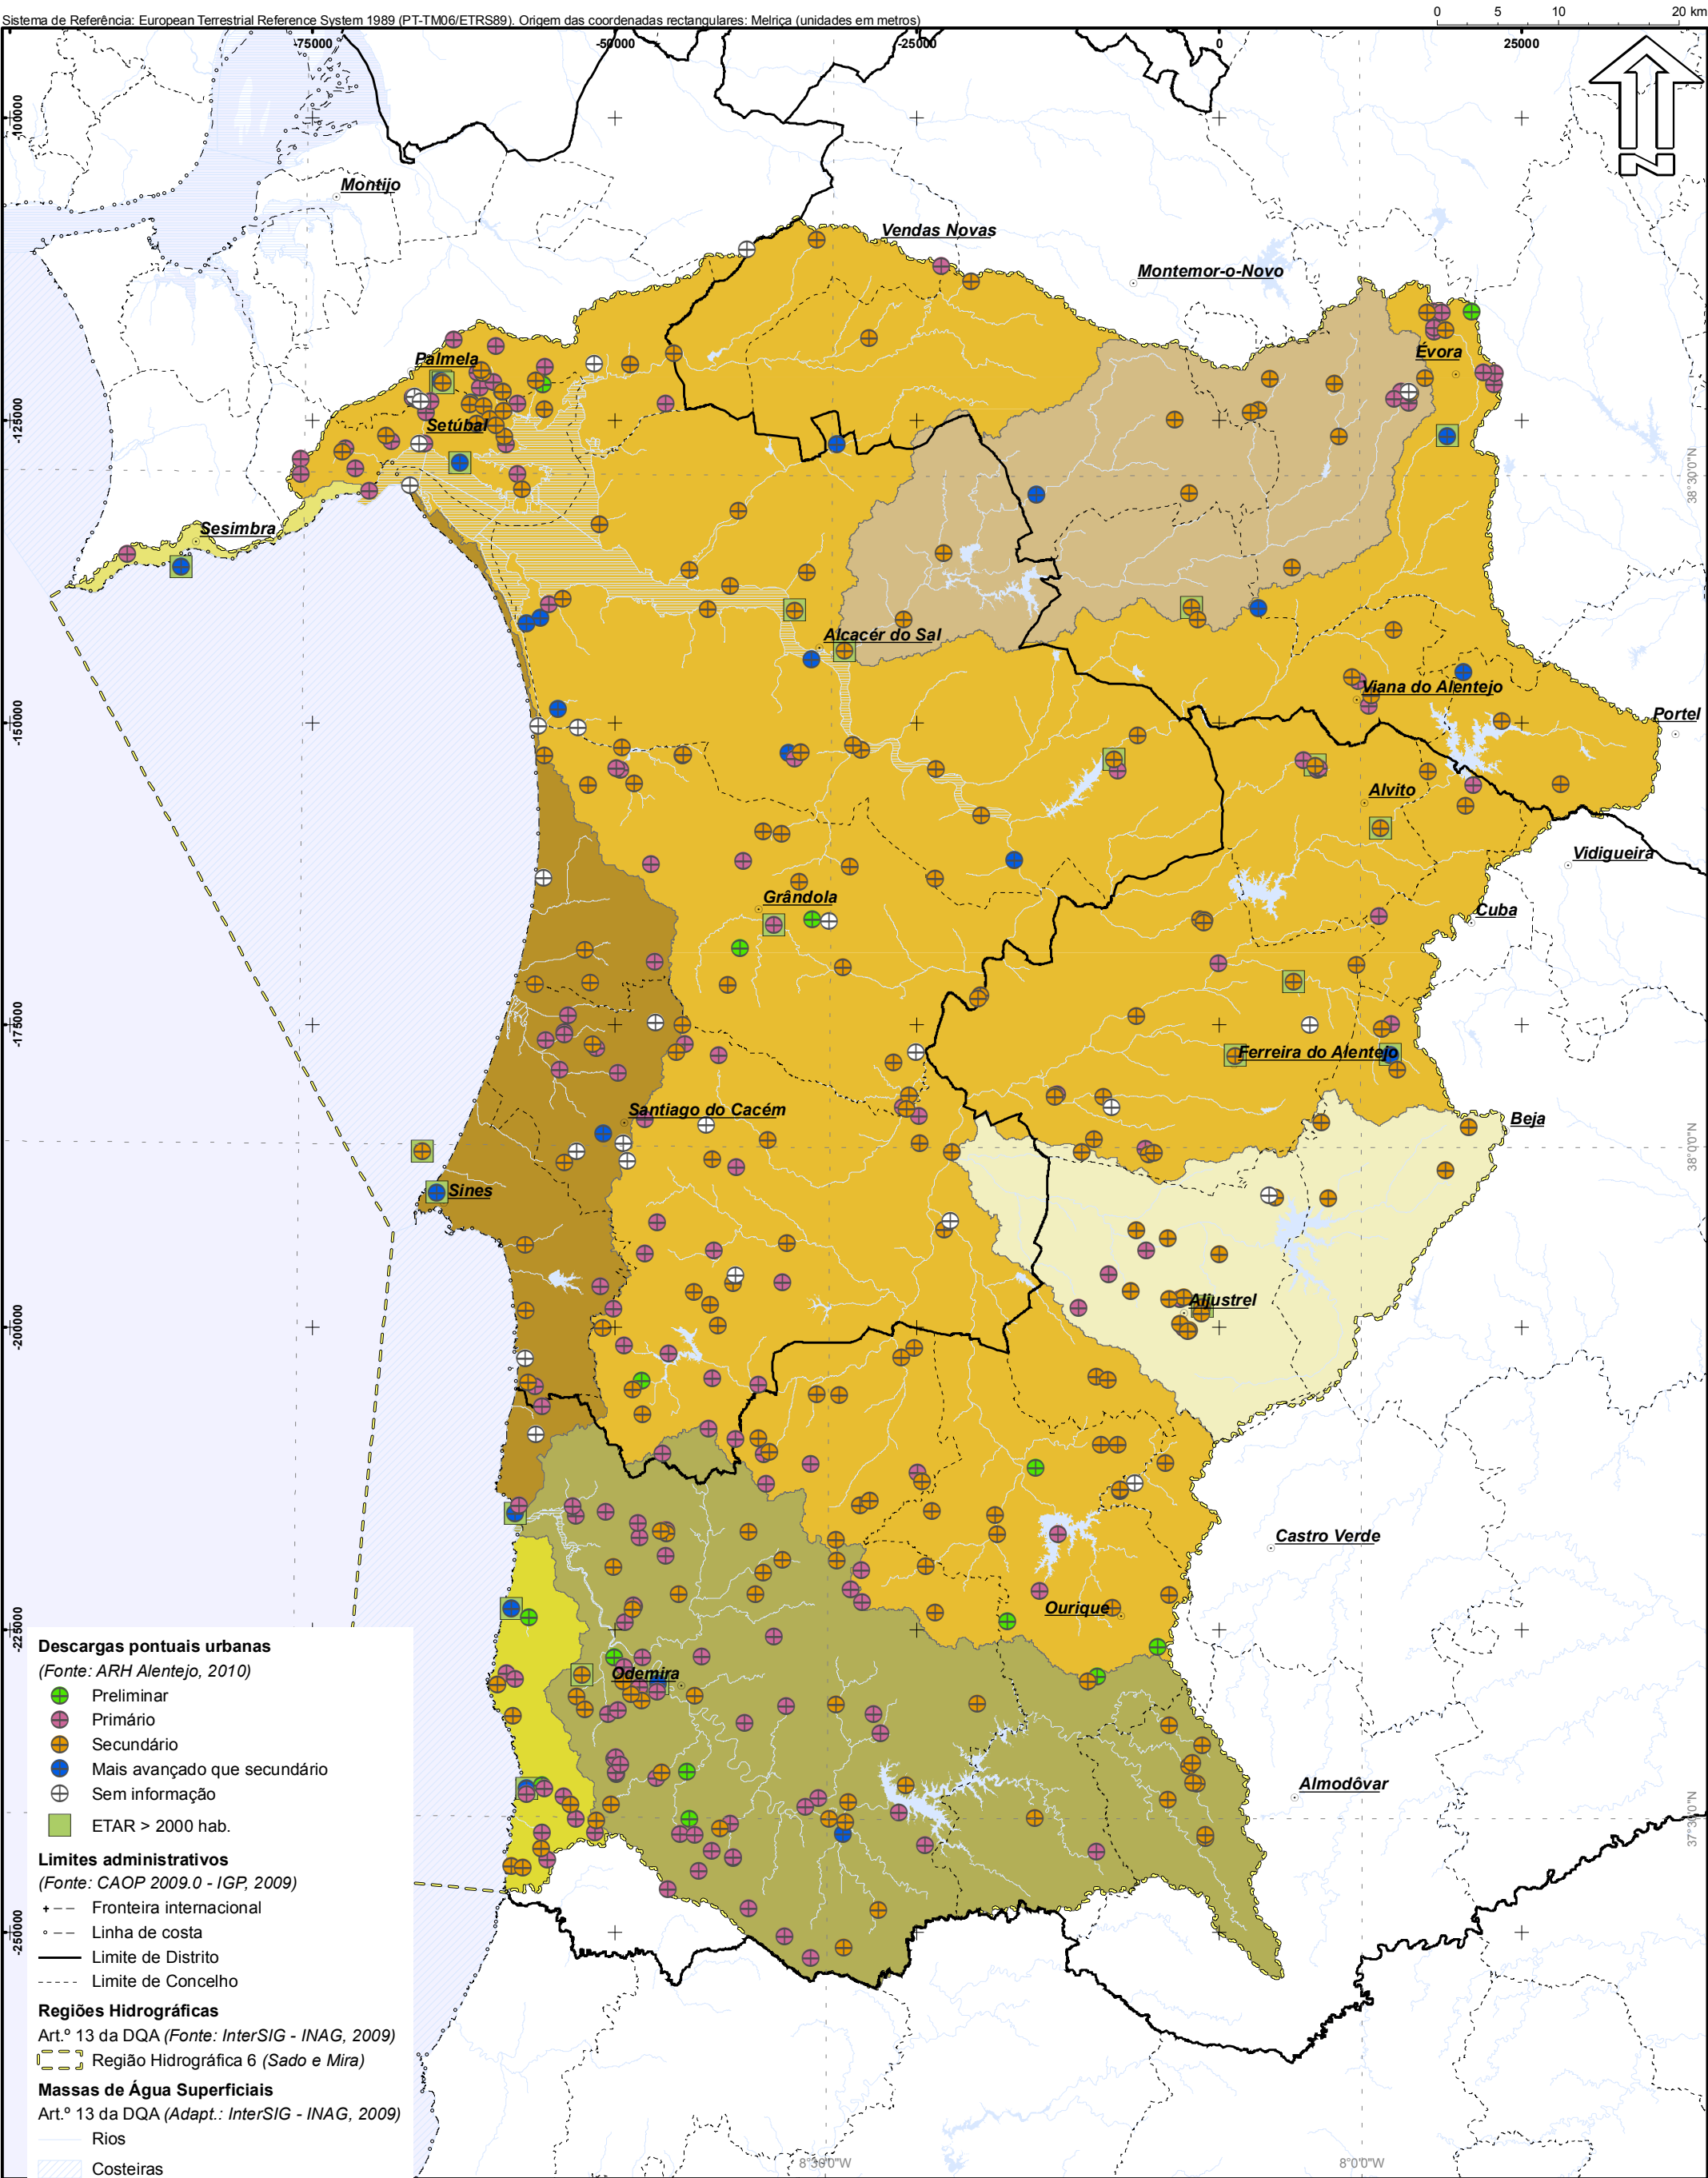 Sistema de Referência: European Terrestrial Reference System 1989 (PT-TM06/ETRS89). Origem das coordenadas rectangulares: Melriça (unidades em metros)
0 5 10 20 km
-75000 -50000 -25000 0 25000
-100000
Montijo
Vendas Novas
Montemor-o-Novo
Évora
Palmela
-125000
Setúbal
38°30'0"N
Sesimbra
Alcacér do Sal
Viana do Alentejo
-150000
Portel
Alvito
Vidigueira
Grândola
Cuba
-175000
Ferreira do Alentejo
Santiago do Cacém
Beja
38°0'0"N
Sines
Aljustrel
-200000
Castro Verde
Ourique
-225000
Odemira
Almodôvar
37°30'0"N
-250000
8°30'0"W
8°0'0"W
Descargas pontuais urbanas
(Fonte: ARH Alentejo, 2010)
Preliminar
Primário
Secundário
Mais avançado que secundário
Sem informação
ETAR > 2000 hab.
Limites administrativos
(Fonte: CAOP 2009.0 - IGP, 2009)
Fronteira internacional
Linha de costa
Limite de Distrito
Limite de Concelho
Regiões Hidrográficas
Art.º 13 da DQA (Fonte: InterSIG - INAG, 2009)
Região Hidrográfica 6 (Sado e Mira)
Massas de Água Superficiais
Art.º 13 da DQA (Adapt.: InterSIG - INAG, 2009)
Rios
Costeiras
N